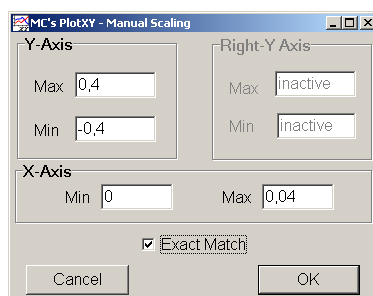 MC's PlotXY - Manual Scaling
Y-Axis
Max 0,4
Min -0,4
Right-Y Axis
Max inactive
Min inactive
X-Axis
Min 0 Max 0,04
Exact Match
Cancel OK